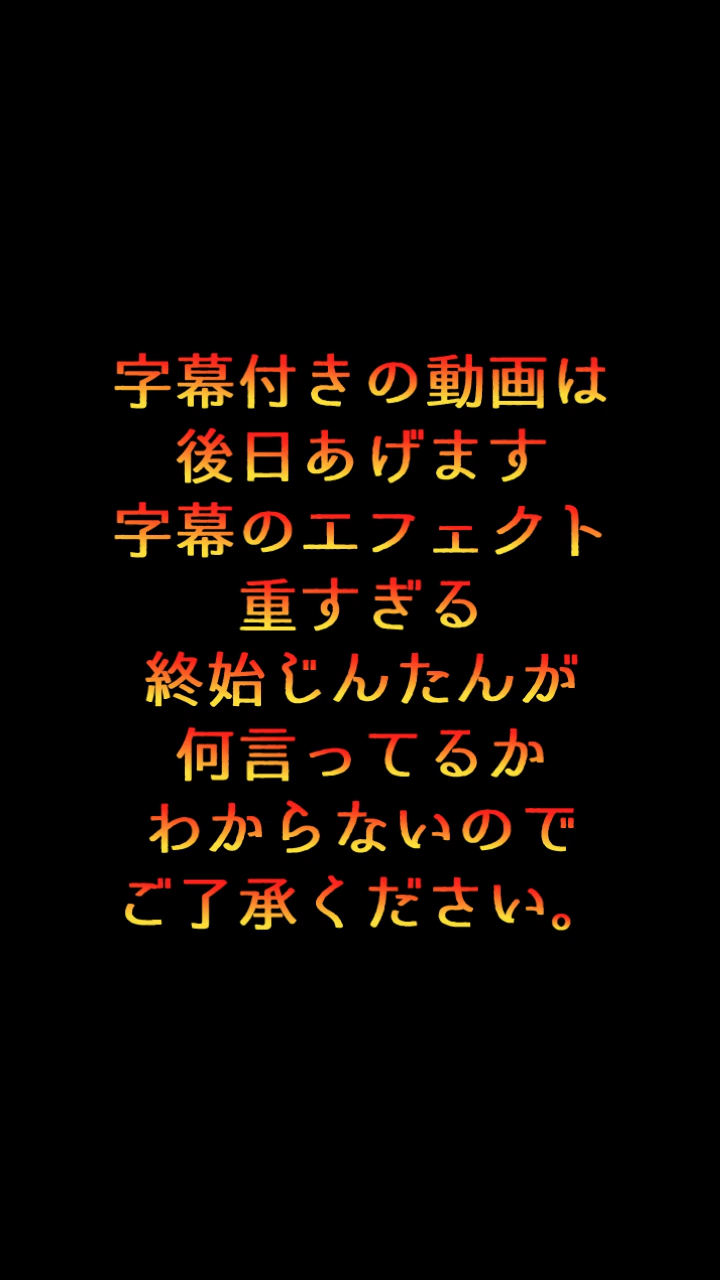 字幕付きの動画は
後日あげます
字幕のエフェクト
重すぎる
終始じんたんが
何言ってるか
わからないので
ご了承ください。